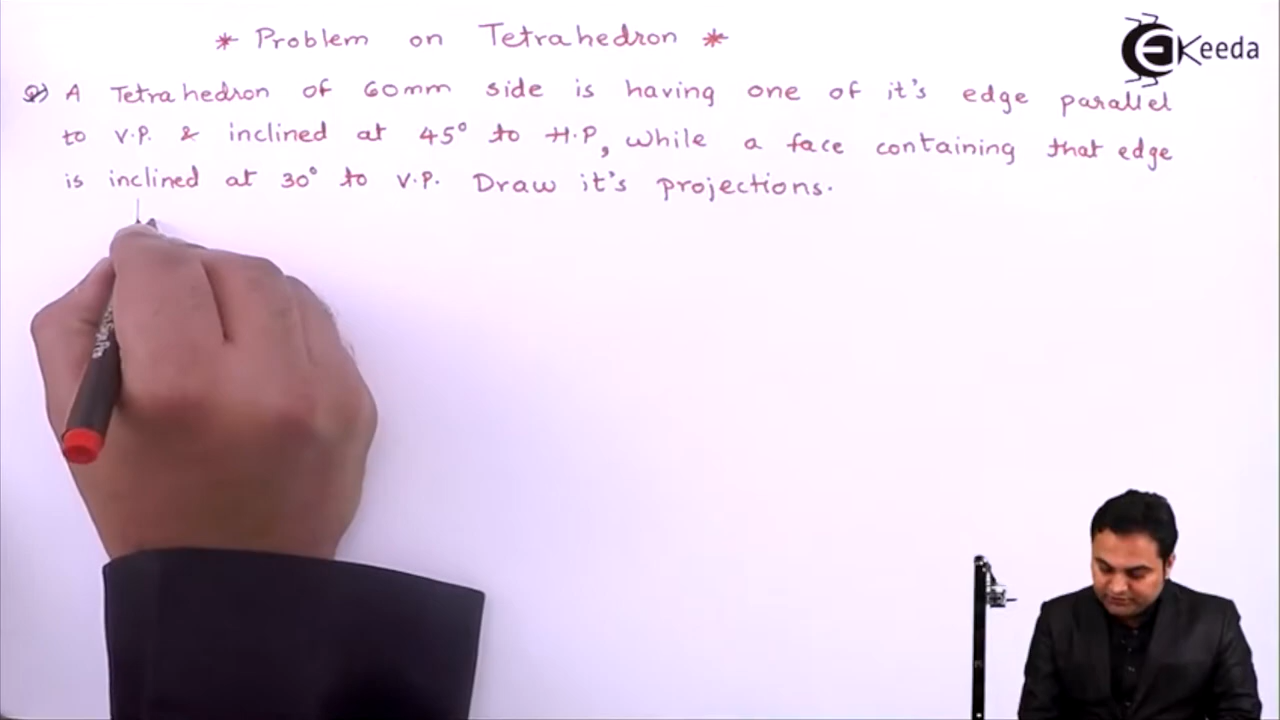 * Problem on Tetrahedron *
Ekeeda
Q) A Tetrahedron of 60mm side is having one of it's edge parallel
to V.P. & inclined at 45° to H.P, while a face containing that edge
is inclined at 30° to V.P. Draw it's projections.